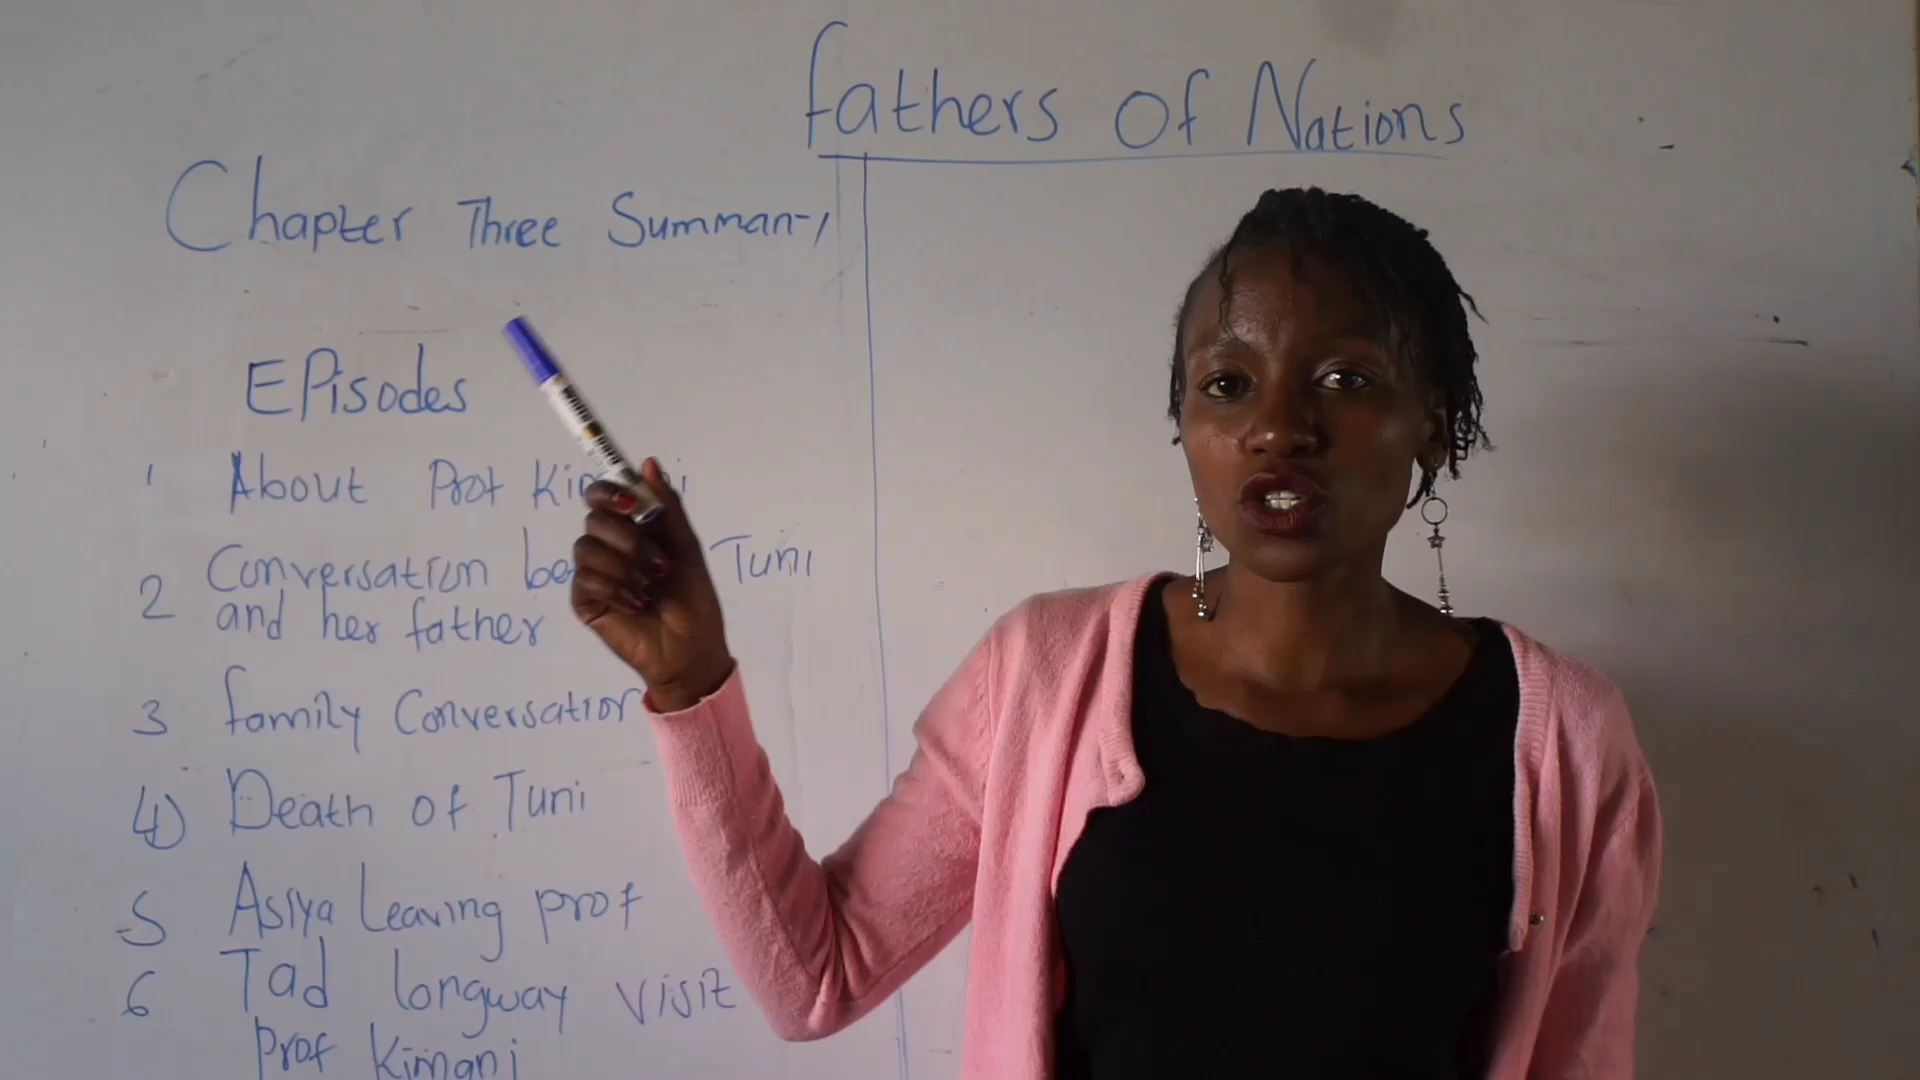 Fathers Of Nations
Chapter Three Summary
EPisodes
1 About Prof
2 Conversation Tuni
and her father
3 family Conversation
4) Death of Tuni
5 Asiya Leaving prof
6 Tad longway visit
Prof Kimani